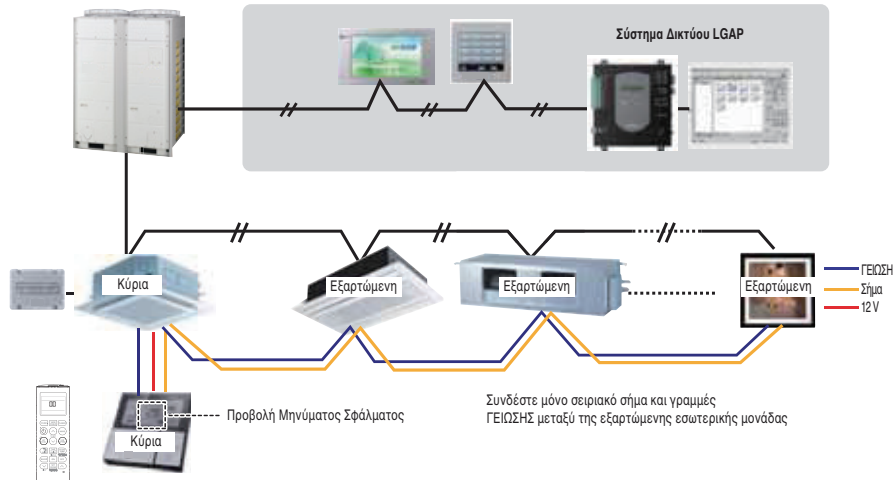 Σύστημα Δικτύου LGAP
Κύρια
Εξαρτώμενη
Εξαρτώμενη
Εξαρτώμενη
ΓΕΙΩΣΗ
Σήμα
12 V
Προβολή Μηνύματος Σφάλματος
Κύρια
Συνδέστε μόνο σειριακό σήμα και γραμμές
ΓΕΙΩΣΗΣ μεταξύ της εξαρτώμενης εσωτερικής μονάδας